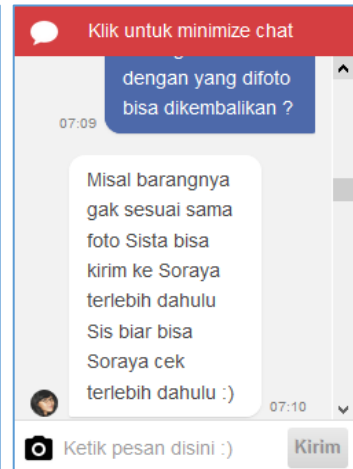 Klik untuk minimize chat
dengan yang difoto
bisa dikembalikan ?
07:09
Misal barangnya
gak sesuai sama
foto Sista bisa
kirim ke Soraya
terlebih dahulu
Sis biar bisa
Soraya cek
terlebih dahulu :)
07:10
Ketik pesan disini :)
Kirim